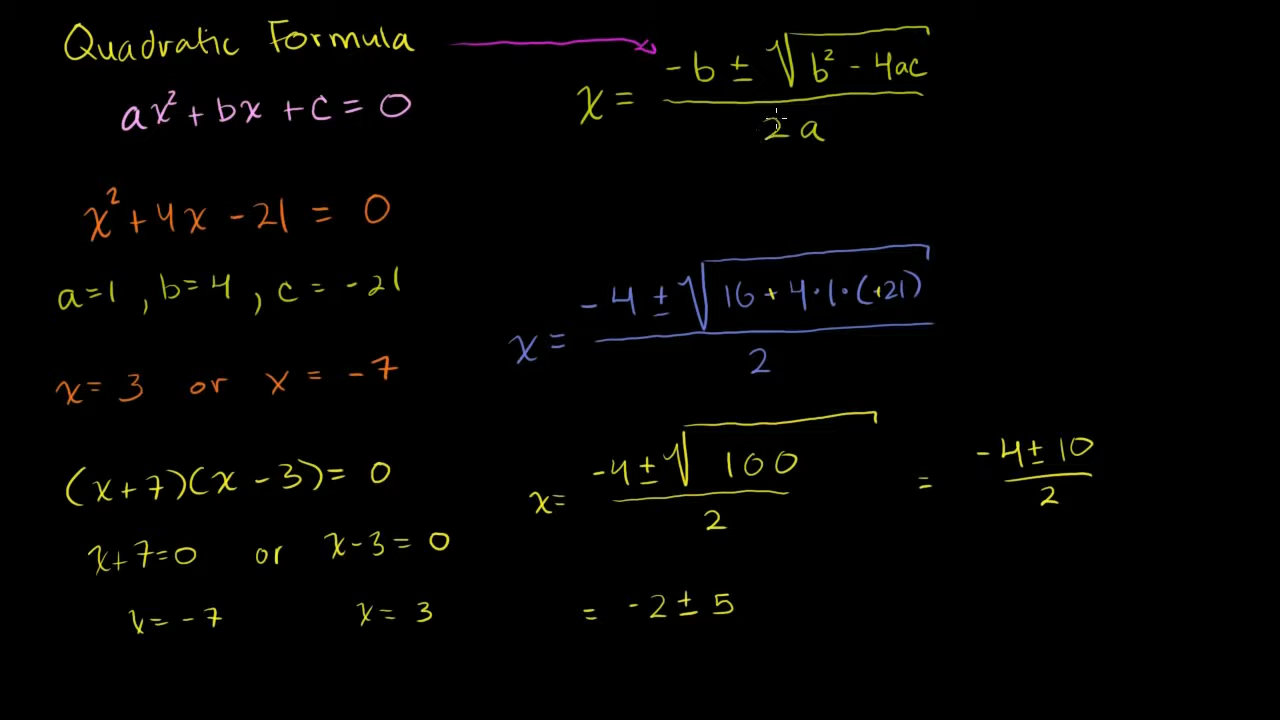 Quadratic Formula
ax² + bx + c = 0
x = (-b ± √(b² - 4ac)) / 2a
x² + 4x - 21 = 0
a=1, b=4, c=-21
x = 3 or x = -7
(x+7)(x-3) = 0
x+7=0 or x-3=0
x=-7 x=3
x = (-4 ± √(16 + 4·1·(+21))) / 2
x = (-4 ± √100) / 2 = (-4 ± 10) / 2
= -2 ± 5